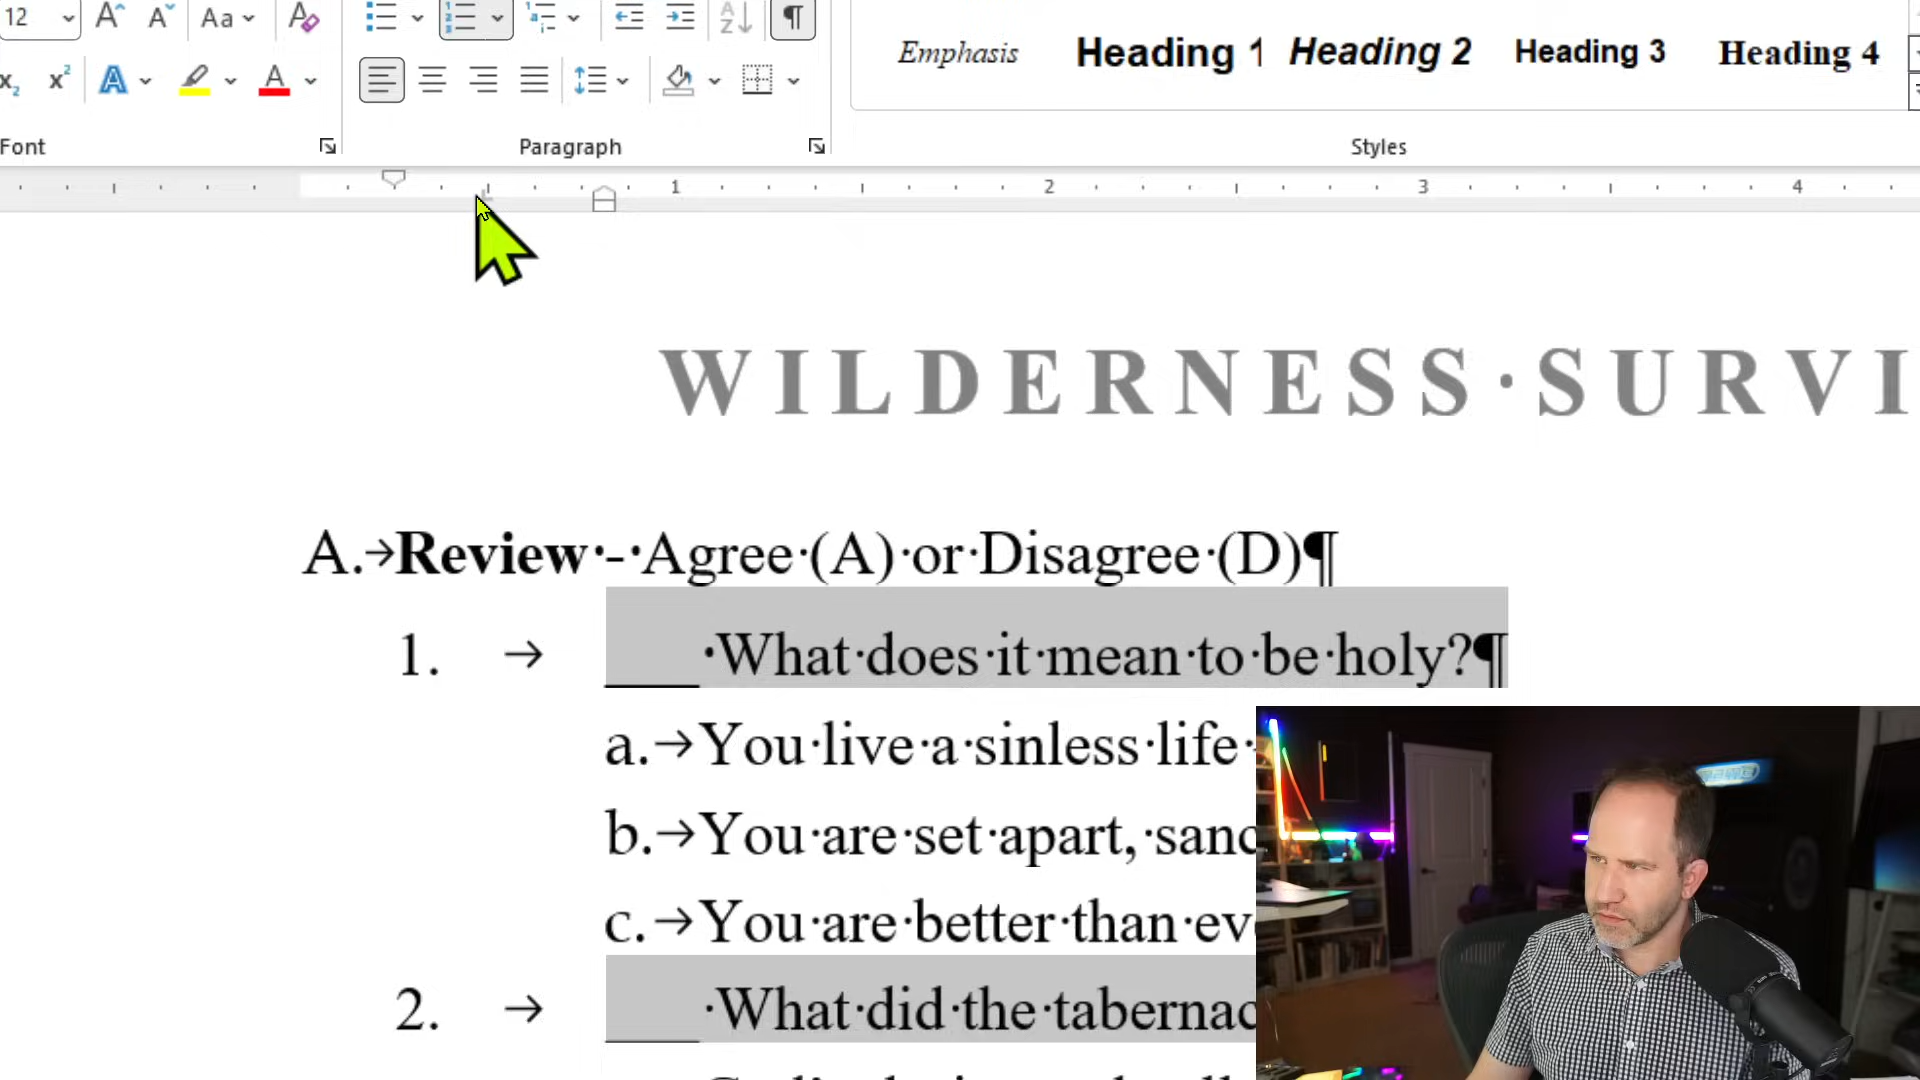 12 Aa
Emphasis Heading 1 Heading 2 Heading 3 Heading 4
Font Paragraph Styles
1 2 3 4
WILDERNESS·SURVI
A.→Review·-·Agree·(A)·or·Disagree·(D)¶
1. → ____·What·does·it·mean·to·be·holy?¶
a.→You·live·a·sinless·life·
b.→You·are·set·apart,·sanc
c.→You·are·better·than·ev
2. → ____·What·did·the·tabernac